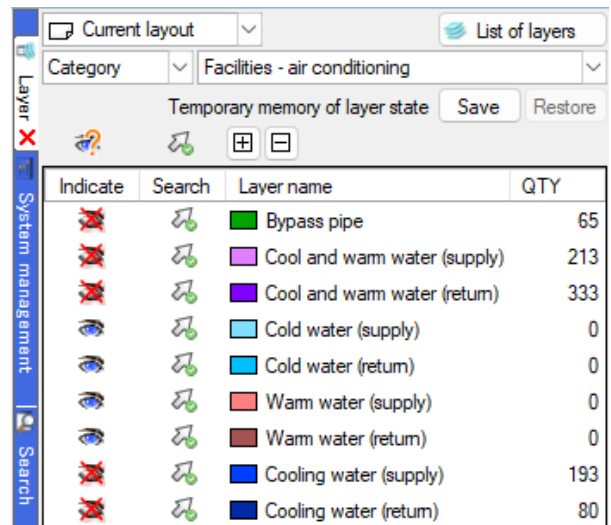 Current layout
List of layers
Category
Facilities - air conditioning
Temporary memory of layer state
Save
Restore
Layer
System management
Search
Indicate
Search
Layer name
QTY
Bypass pipe
65
Cool and warm water (supply)
213
Cool and warm water (return)
333
Cold water (supply)
0
Cold water (return)
0
Warm water (supply)
0
Warm water (return)
0
Cooling water (supply)
193
Cooling water (return)
80